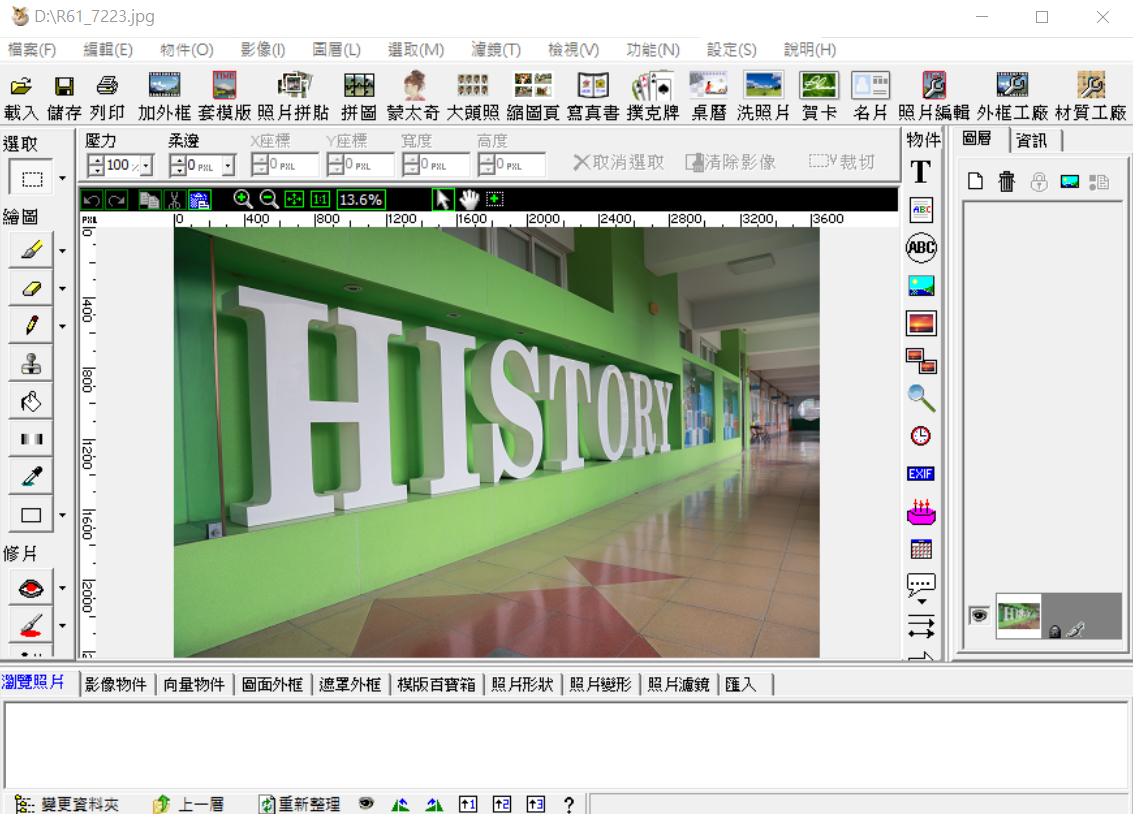 D:\R61_7223.jpg
檔案(F) 編輯(E) 物件(O) 影像(I) 圖層(L) 選取(M) 濾鏡(T) 檢視(V) 功能(N) 設定(S) 說明(H)
載入 儲存 列印 加外框 套模版 照片拼貼 拼圖 蒙太奇 大頭照 縮圖頁 寫真書 撲克牌 桌曆 洗照片 賀卡 名片 照片編輯 外框工廠 材質工廠
選取 壓力 柔邊 X座標 Y座標 寬度 高度 物件 圖層 資訊
100 % 0 PXL 0 PXL 0 PXL 0 PXL 0 PXL 取消選取 清除影像 裁切
T
1:1 13.6%
ABC
繪圖
PXL 0 400 800 1200 1600 2000 2400 2800 3200 3600
0
ABC
400
HISTORY
800
1200
EXIF
1600
修片
2000
瀏覽照片 影像物件 向量物件 圖面外框 遮罩外框 模版百寶箱 照片形狀 照片變形 照片濾鏡 匯入
變更資料夾 上一層 重新整理 1 2 3 ?